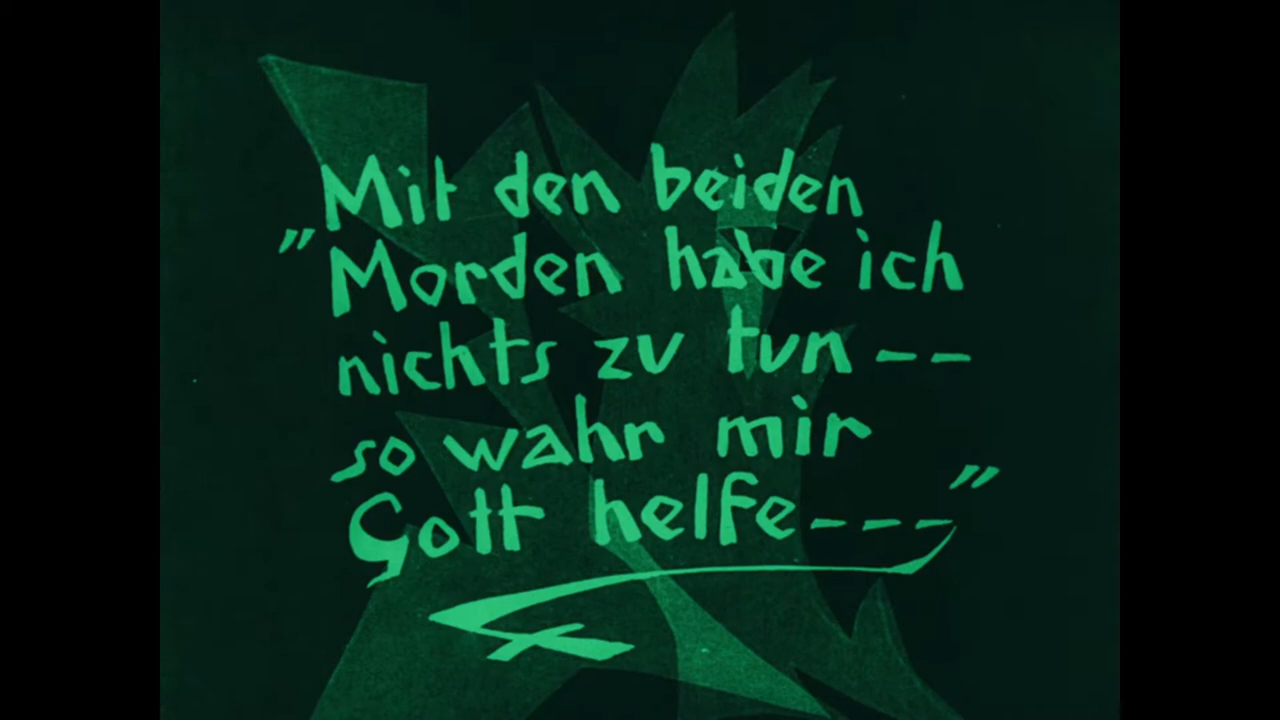 „Mit den beiden
Morden habe ich
nichts zu tun --
so wahr mir
Gott helfe---"